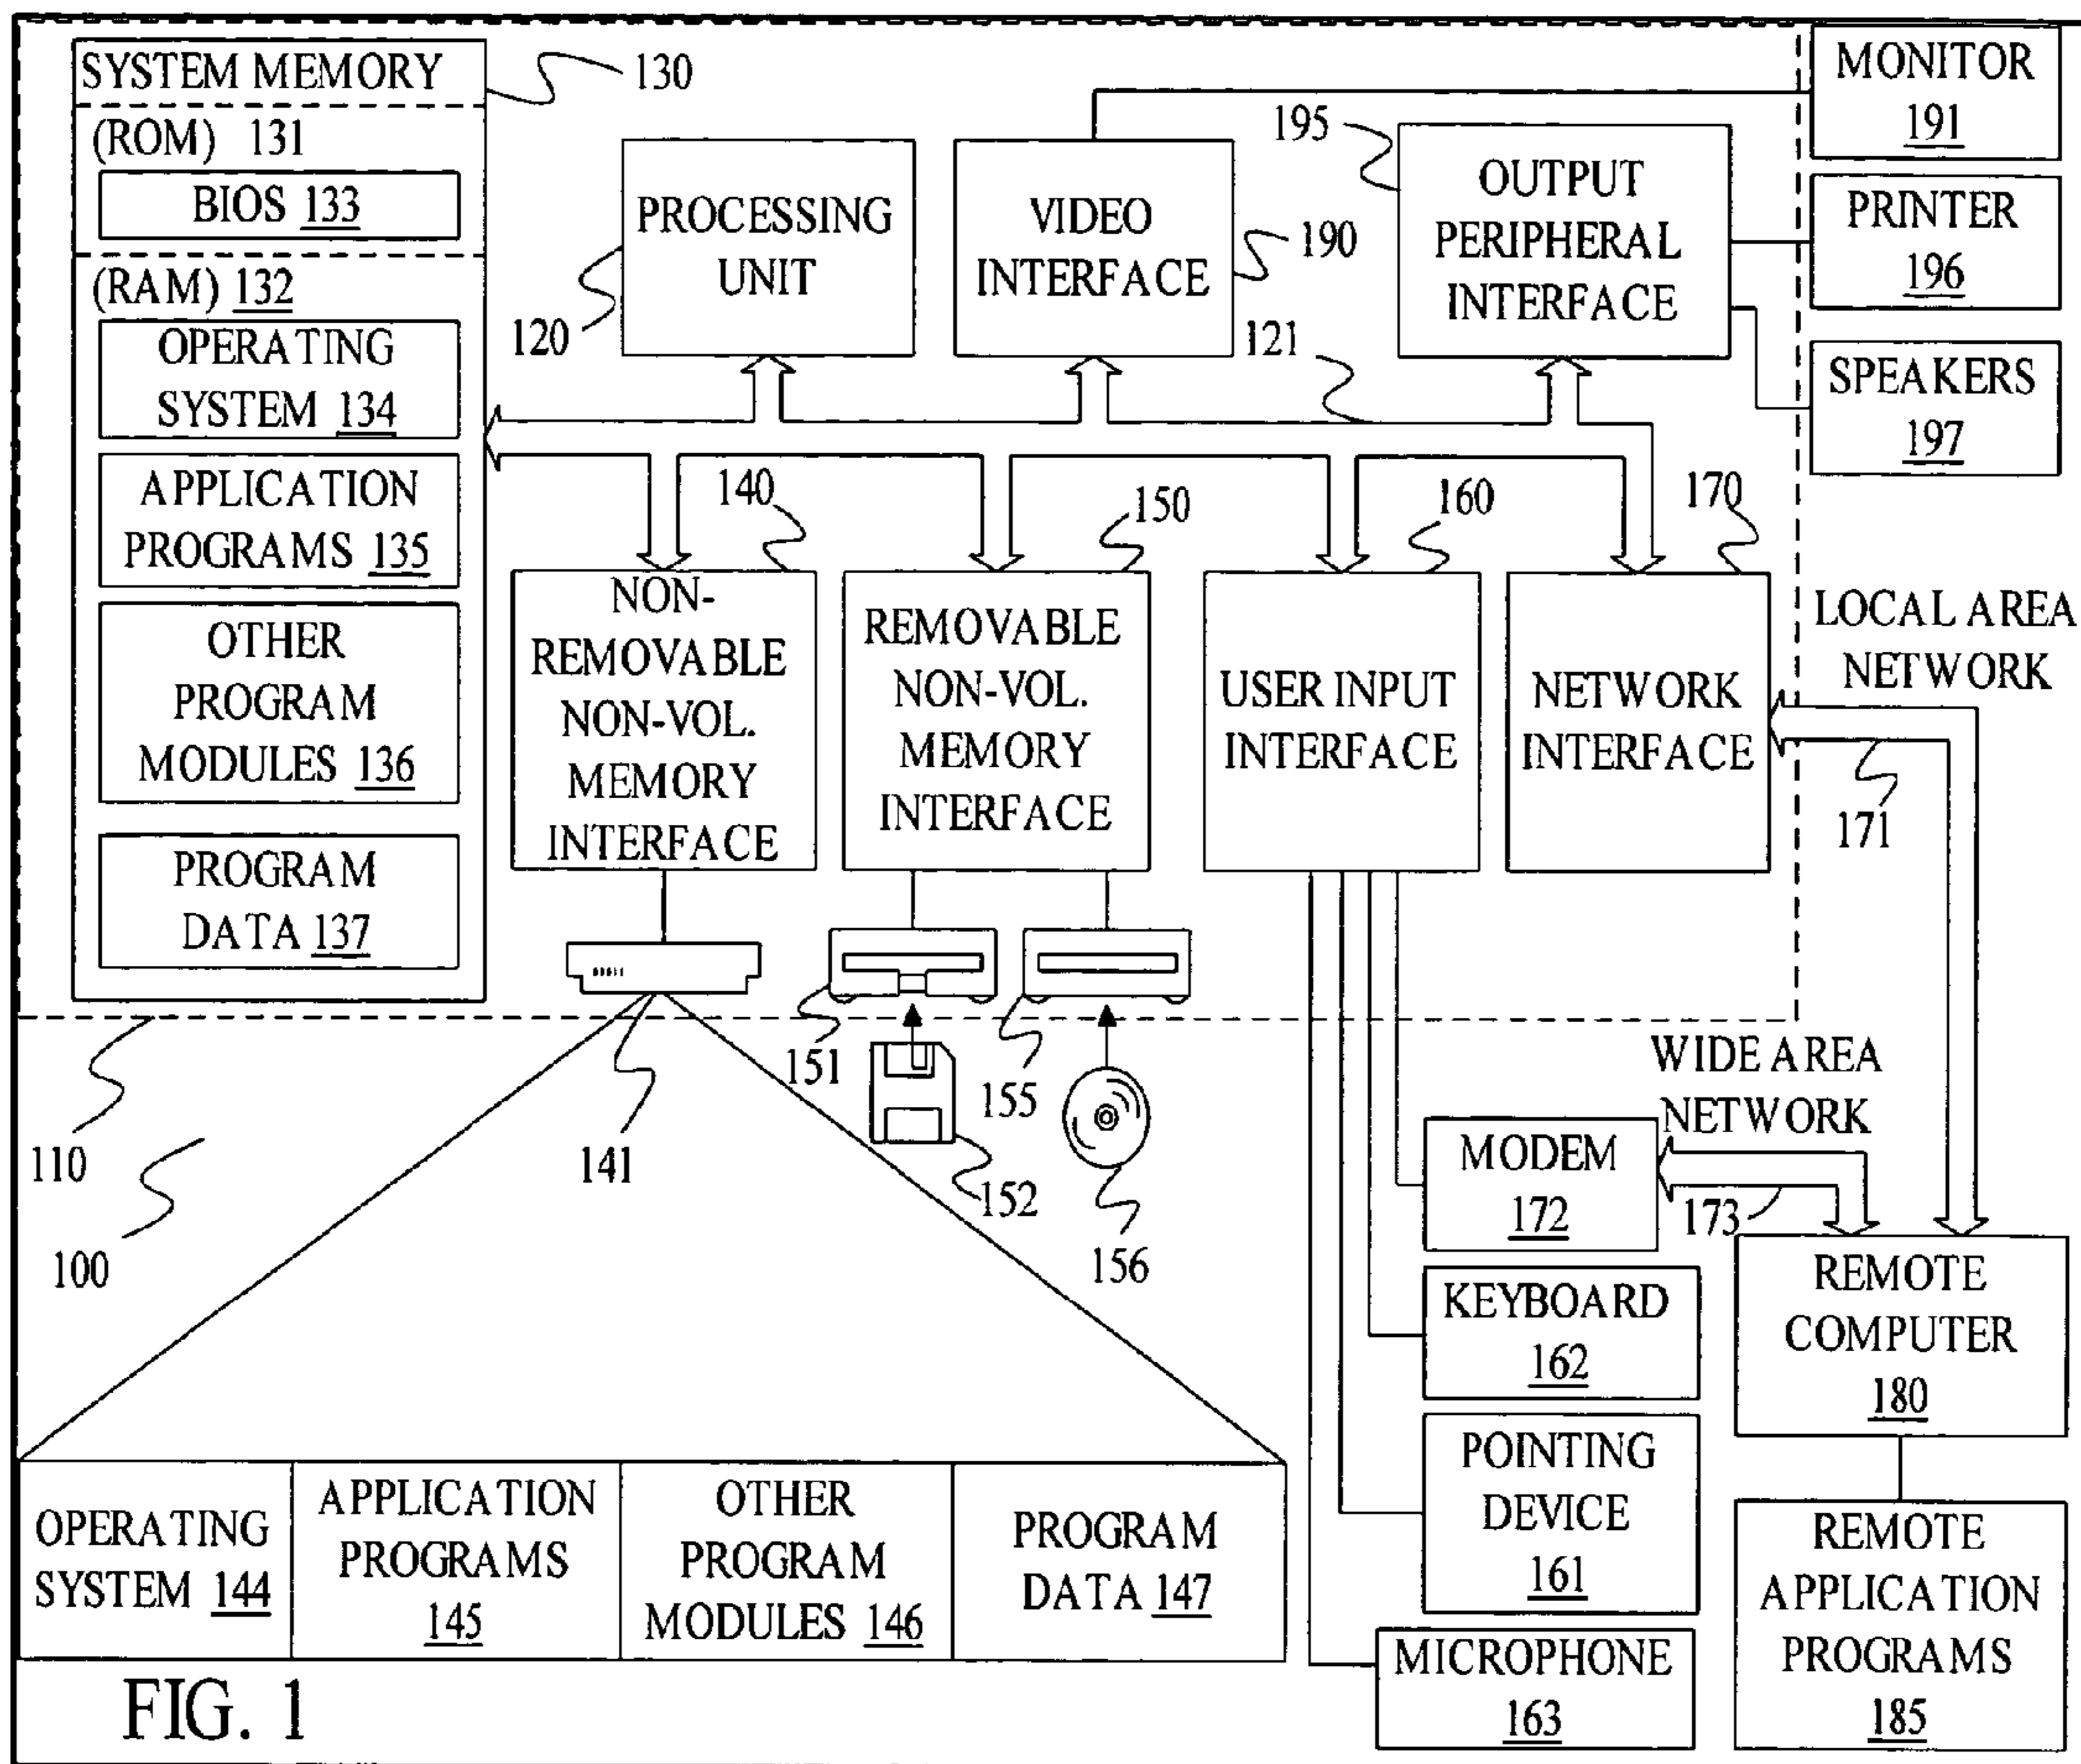 SYSTEM MEMORY
130
(ROM) 131
BIOS 133
(RAM) 132
OPERATING
SYSTEM 134
APPLICATION
PROGRAMS 135
OTHER
PROGRAM
MODULES 136
PROGRAM
DATA 137
PROCESSING
UNIT
120
VIDEO
INTERFACE
190
121
195
OUTPUT
PERIPHERAL
INTERFACE
MONITOR
191
PRINTER
196
SPEAKERS
197
140
NON-
REMOVABLE
NON-VOL.
MEMORY
INTERFACE
150
REMOVABLE
NON-VOL.
MEMORY
INTERFACE
160
USER INPUT
INTERFACE
170
NETWORK
INTERFACE
LOCAL AREA
NETWORK
171
110
100
141
151
152
155
156
WIDE AREA
NETWORK
173
MODEM
172
KEYBOARD
162
POINTING
DEVICE
161
MICROPHONE
163
REMOTE
COMPUTER
180
REMOTE
APPLICATION
PROGRAMS
185
OPERATING
SYSTEM 144
APPLICATION
PROGRAMS
145
OTHER
PROGRAM
MODULES 146
PROGRAM
DATA 147
FIG. 1